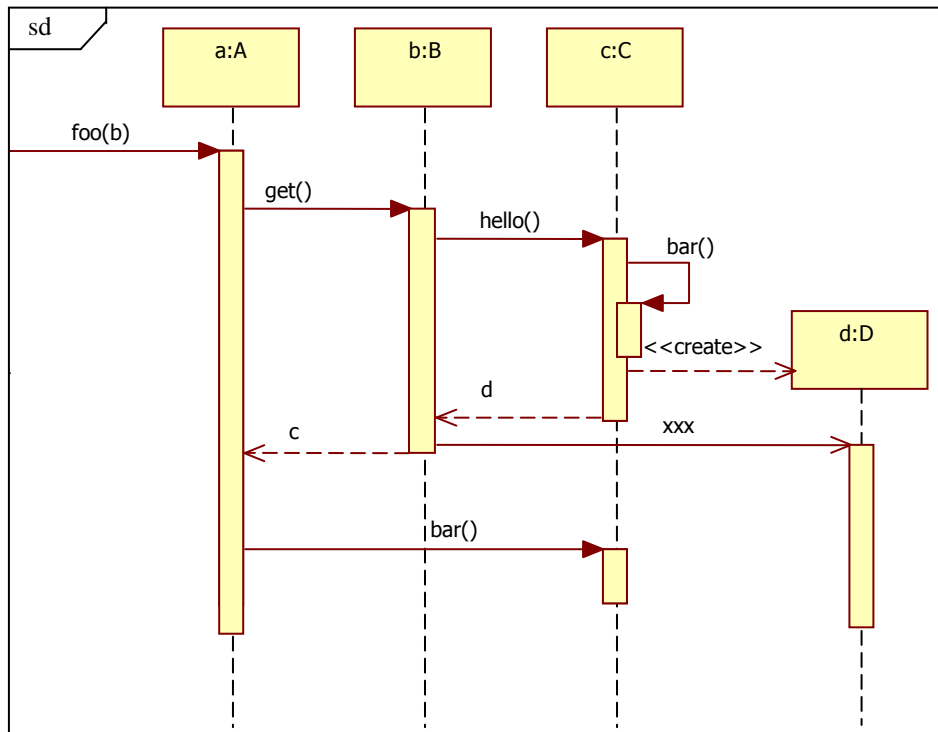 sd
a:A
b:B
c:C
foo(b)
get()
hello()
bar()
d:D
<<create>>
d
xxx
c
bar()